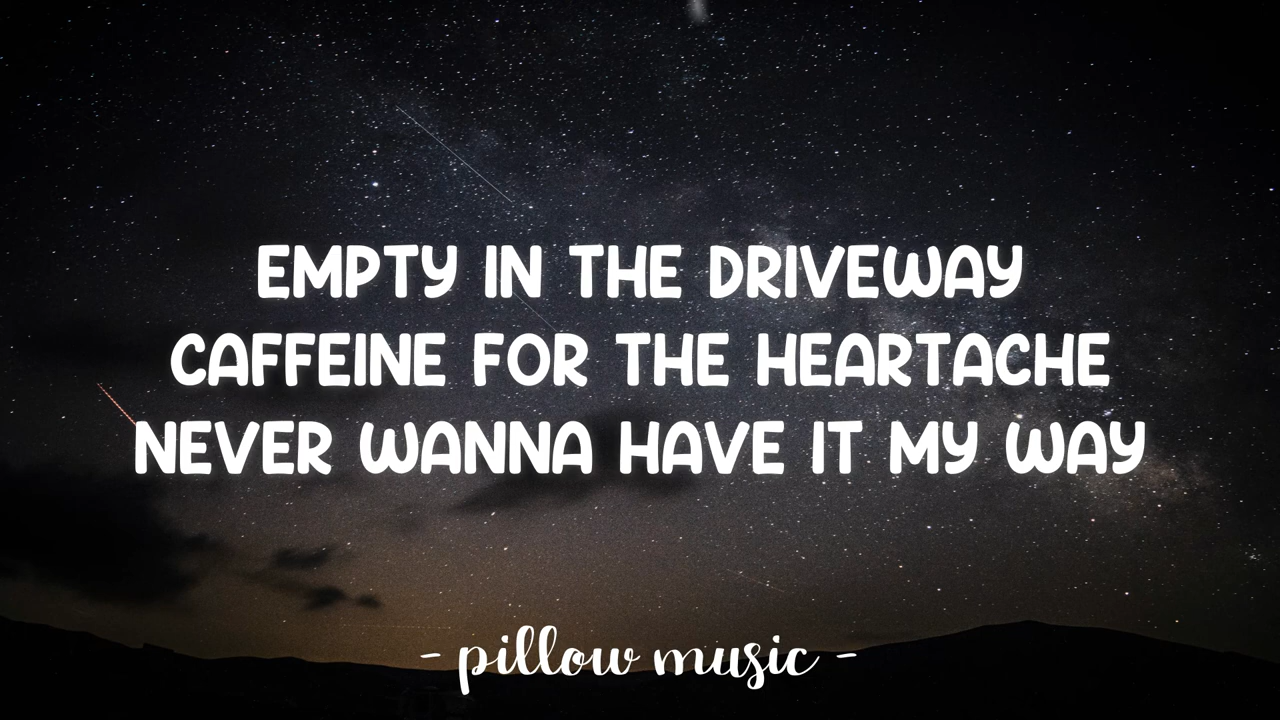 EMPTY IN THE DRIVEWAY
CAFFEINE FOR THE HEARTACHE
NEVER WANNA HAVE IT MY WAY
- pillow music -